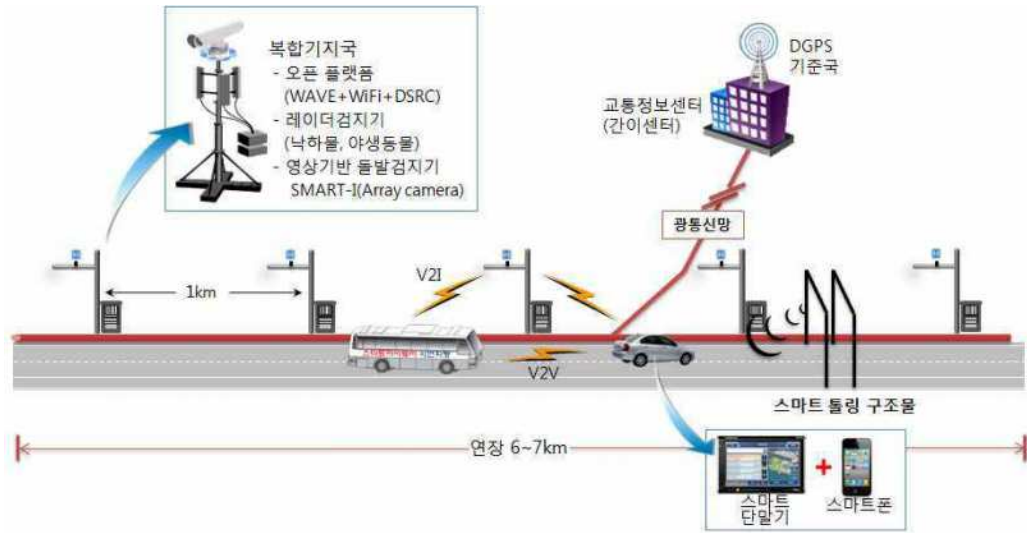 복합기지국
- 오픈 플랫폼
(WAVE+WiFi+DSRC)
- 레이더검지기
(낙하물, 야생동물)
- 영상기반 돌발검지기
SMART-I(Array camera)
DGPS
기준국
교통정보센터
(간이센터)
광통신망
V2I
1km
V2V
스마트 톨링 구조물
연장 6~7km
스마트
단말기
스마트폰